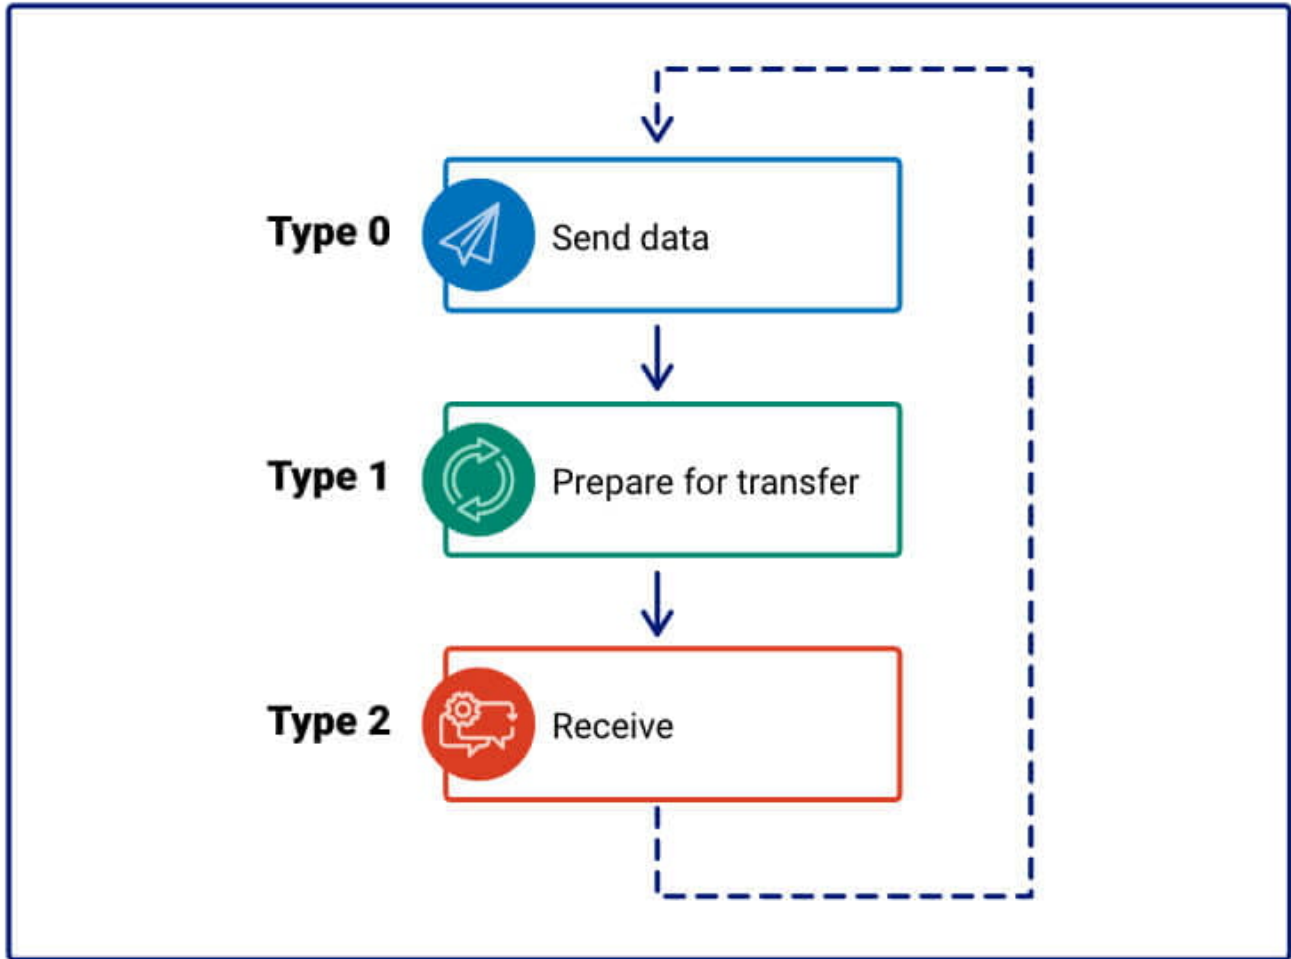 Type 0
Send data
Type 1
Prepare for transfer
Type 2
Receive